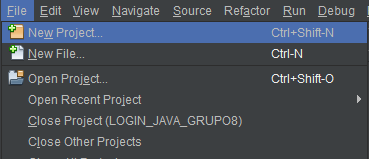 File Edit View Navigate Source Refactor Run Debug
New Project... Ctrl+Shift-N
New File... Ctrl-N
Open Project... Ctrl+Shift-O
Open Recent Project
Close Project (LOGIN_JAVA_GRUPO8)
Close Other Projects